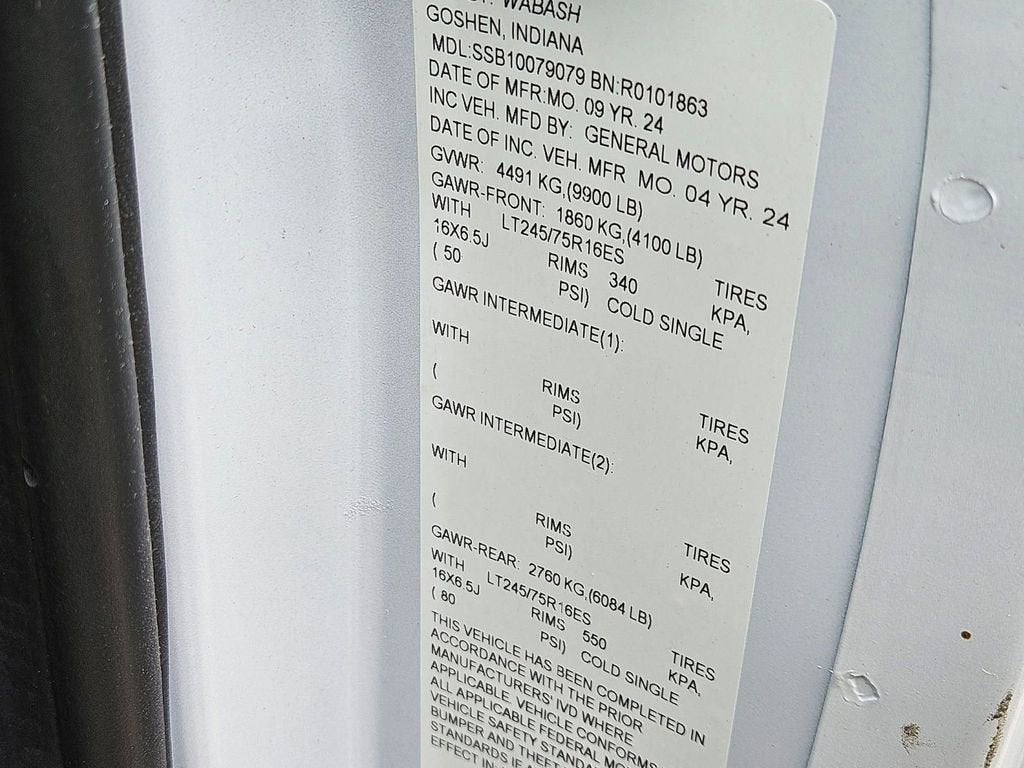 WABASH
GOSHEN, INDIANA
MDL:SSB10079079 BN:R0101863
DATE OF MFR:MO. 09 YR. 24
INC VEH. MFD BY: GENERAL MOTORS
DATE OF INC. VEH. MFR MO. 04 YR. 24
GVWR: 4491 KG,(9900 LB)
GAWR-FRONT: 1860 KG,(4100 LB)
WITH LT245/75R16ES TIRES
16X6.5J RIMS 340 KPA,
( 50 PSI) COLD SINGLE
GAWR INTERMEDIATE(1):
WITH TIRES
RIMS KPA,
( PSI)
GAWR INTERMEDIATE(2):
WITH TIRES
RIMS KPA,
( PSI)
GAWR-REAR: 2760 KG,(6084 LB)
WITH LT245/75R16ES TIRES
16X6.5J RIMS 550 KPA,
( 80 PSI) COLD SINGLE
THIS VEHICLE HAS BEEN COMPLETED IN
ACCORDANCE WITH THE PRIOR
MANUFACTURERS' IVD WHERE
APPLICABLE. VEHICLE CONFORMS
ALL APPLICABLE FEDERAL MO
VEHICLE SAFETY STANDAR
BUMPER AND THEFT
STANDARDS IF A
EFFECT IN